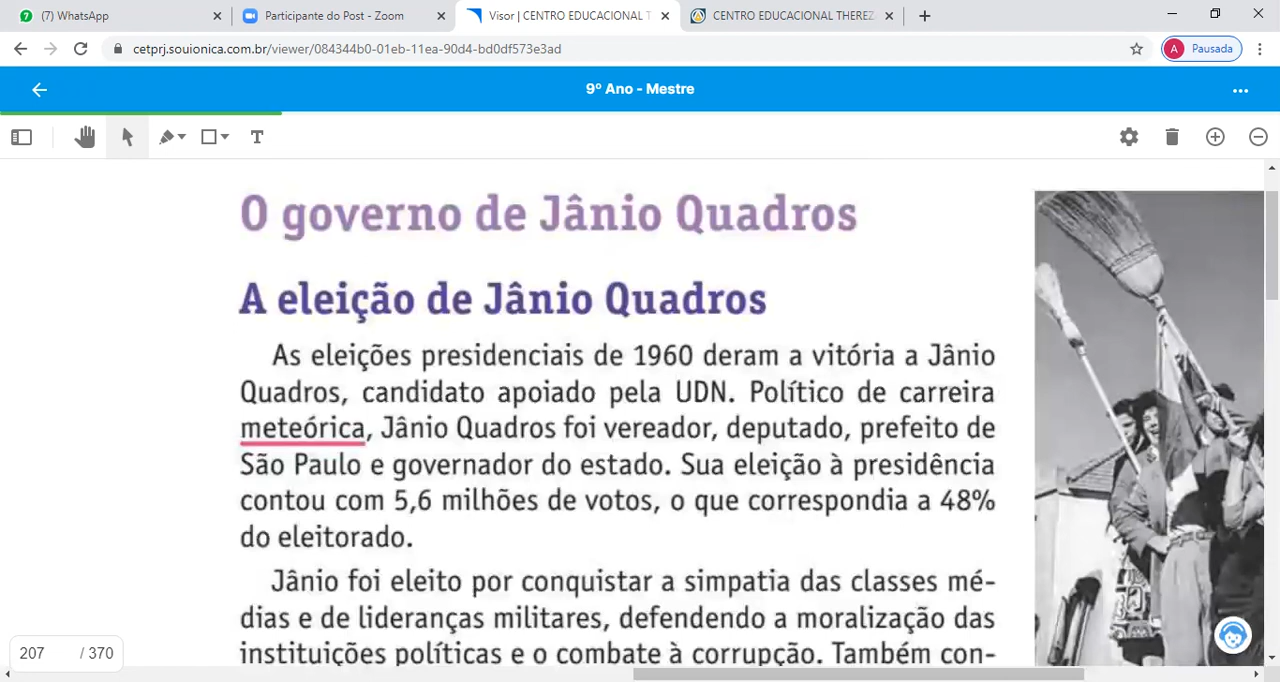 (7) WhatsApp
Participante do Post - Zoom
Visor | CENTRO EDUCACIONAL T
CENTRO EDUCACIONAL THEREZ
cetprj.souionica.com.br/viewer/084344b0-01eb-11ea-90d4-bd0df573e3ad
A Pausada
9º Ano - Mestre
T
O governo de Jânio Quadros
A eleição de Jânio Quadros
As eleições presidenciais de 1960 deram a vitória a Jânio
Quadros, candidato apoiado pela UDN. Político de carreira
meteórica, Jânio Quadros foi vereador, deputado, prefeito de
São Paulo e governador do estado. Sua eleição à presidência
contou com 5,6 milhões de votos, o que correspondia a 48%
do eleitorado.
Jânio foi eleito por conquistar a simpatia das classes mé-
dias e de lideranças militares, defendendo a moralização das
instituições políticas e o combate à corrupção. Também con-
207 / 370